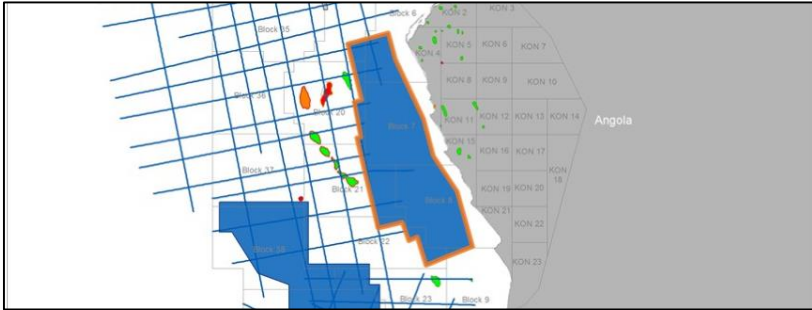 Block 6
KON 2
KON 3
Block 35
KON 4
KON 5
KON 6
KON 7
KON 8
KON 9
KON 10
Block 36
Block 20
Block 7
KON 11
KON 12
KON 13
KON 14
Angola
KON 15
KON 16
KON 17
Block 37
KON 18
Block 21
Block 8
KON 19
KON 20
KON 21
KON 22
Block 22
Block 38
KON 23
Block 23
Block 9